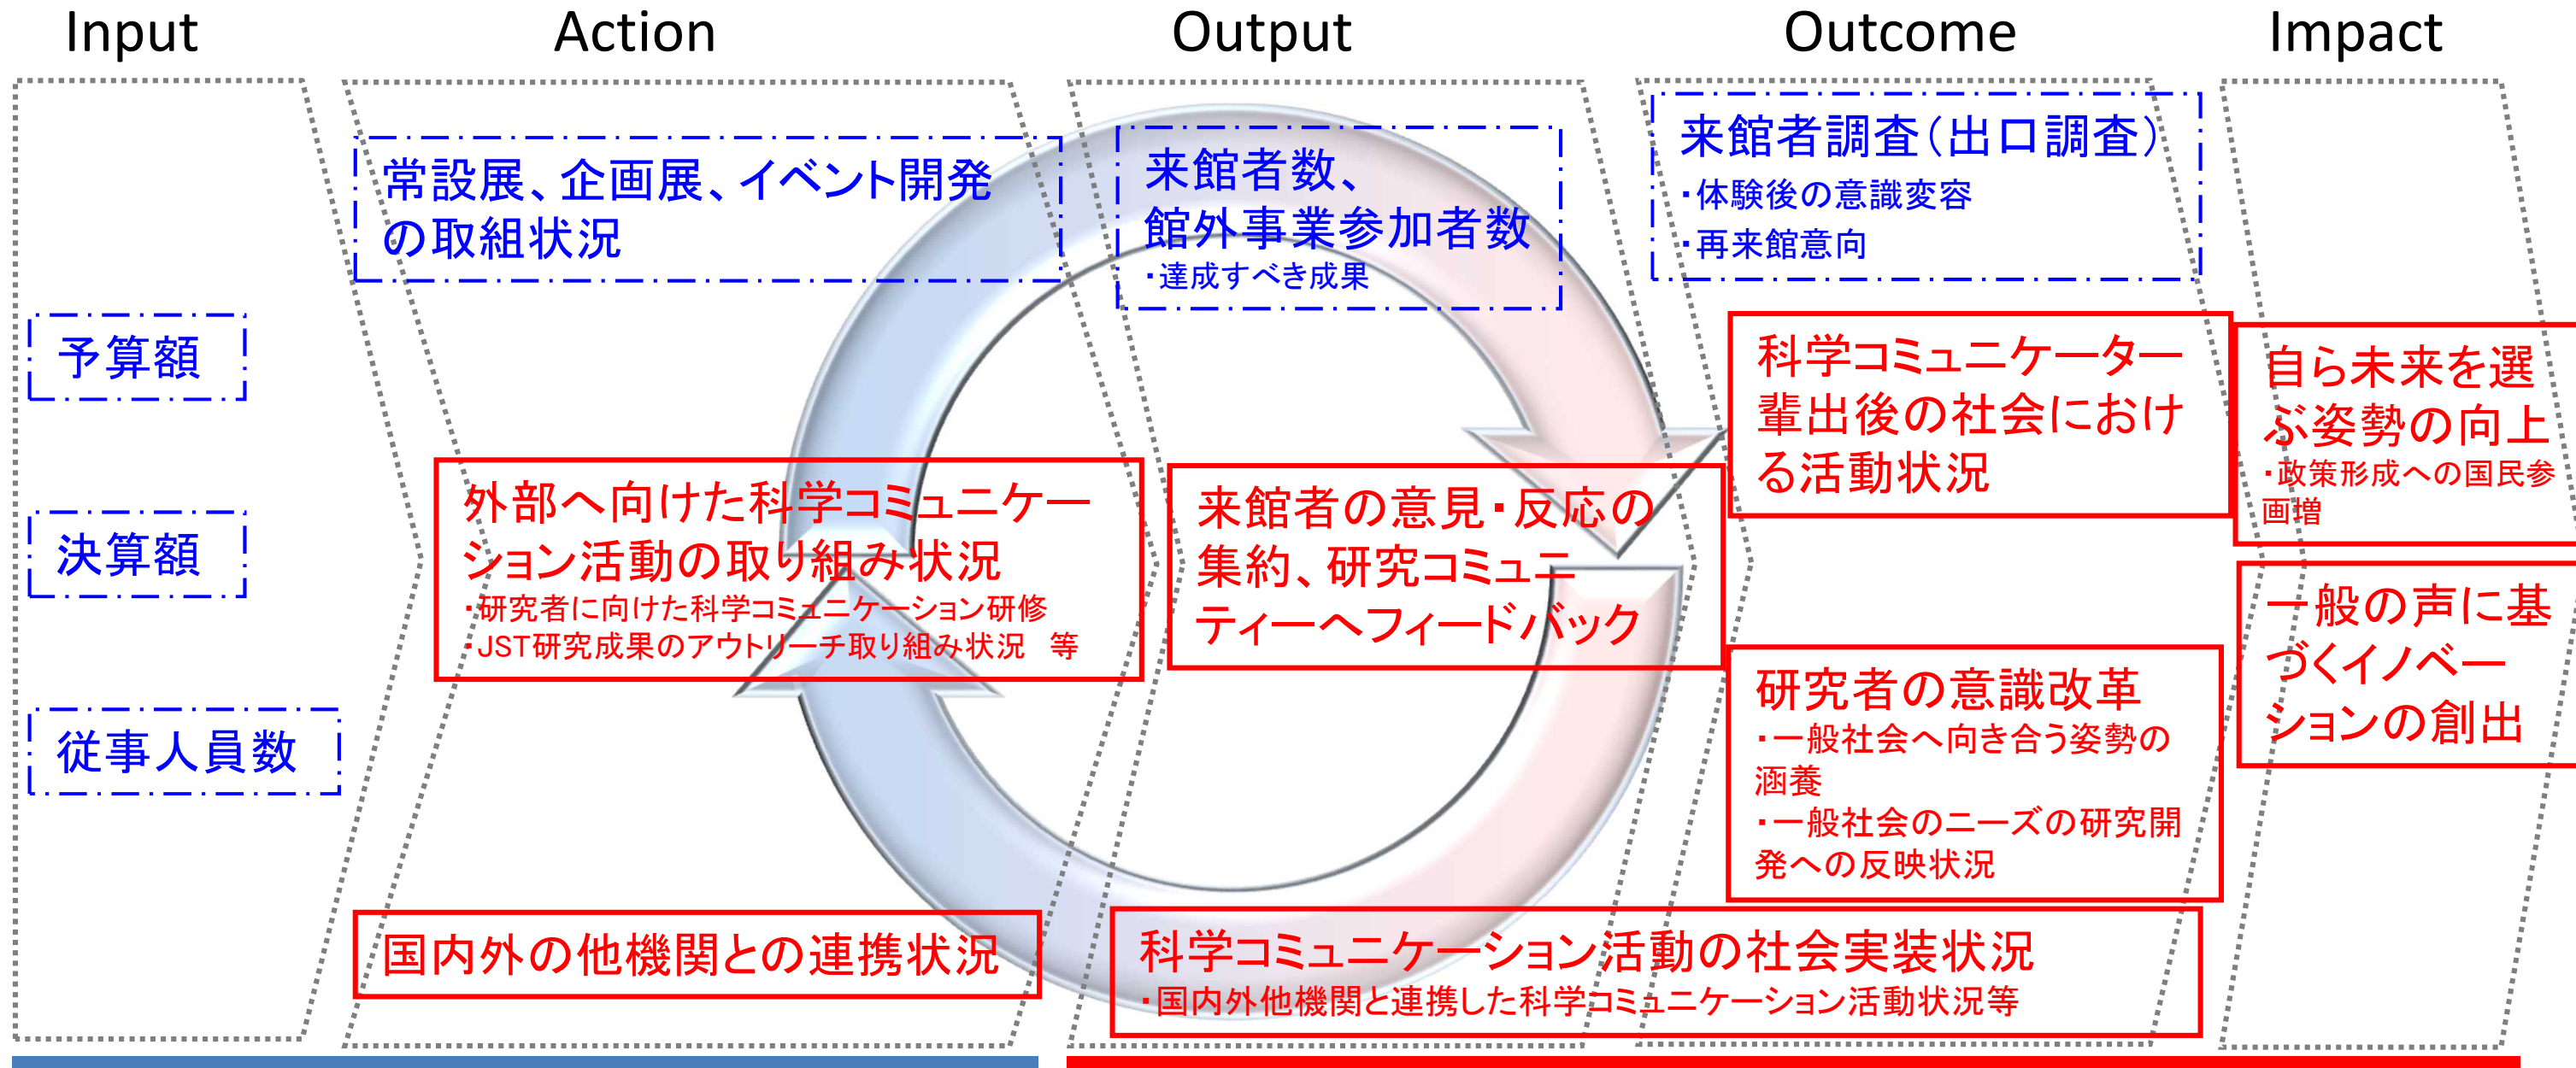 Input
Action
Output
Outcome
Impact
予算額
決算額
従事人員数
常設展、企画展、イベント開発
の取組状況
外部へ向けた科学コミュニケー
ション活動の取り組み状況
・研究者に向けた科学コミュニケーション研修
・JST研究成果のアウトリーチ取り組み状況　等
国内外の他機関との連携状況
来館者数、
館外事業参加者数
・達成すべき成果
来館者の意見・反応の
集約、研究コミュニ
ティーへフィードバック
科学コミュニケーション活動の社会実装状況
・国内外他機関と連携した科学コミュニケーション活動状況等
来館者調査（出口調査）
・体験後の意識変容
・再来館意向
科学コミュニケーター
輩出後の社会におけ
る活動状況
研究者の意識改革
・一般社会へ向き合う姿勢の
涵養
・一般社会のニーズの研究開
発への反映状況
自ら未来を選
ぶ姿勢の向上
・政策形成への国民参
画増
一般の声に基
づくイノベー
ションの創出